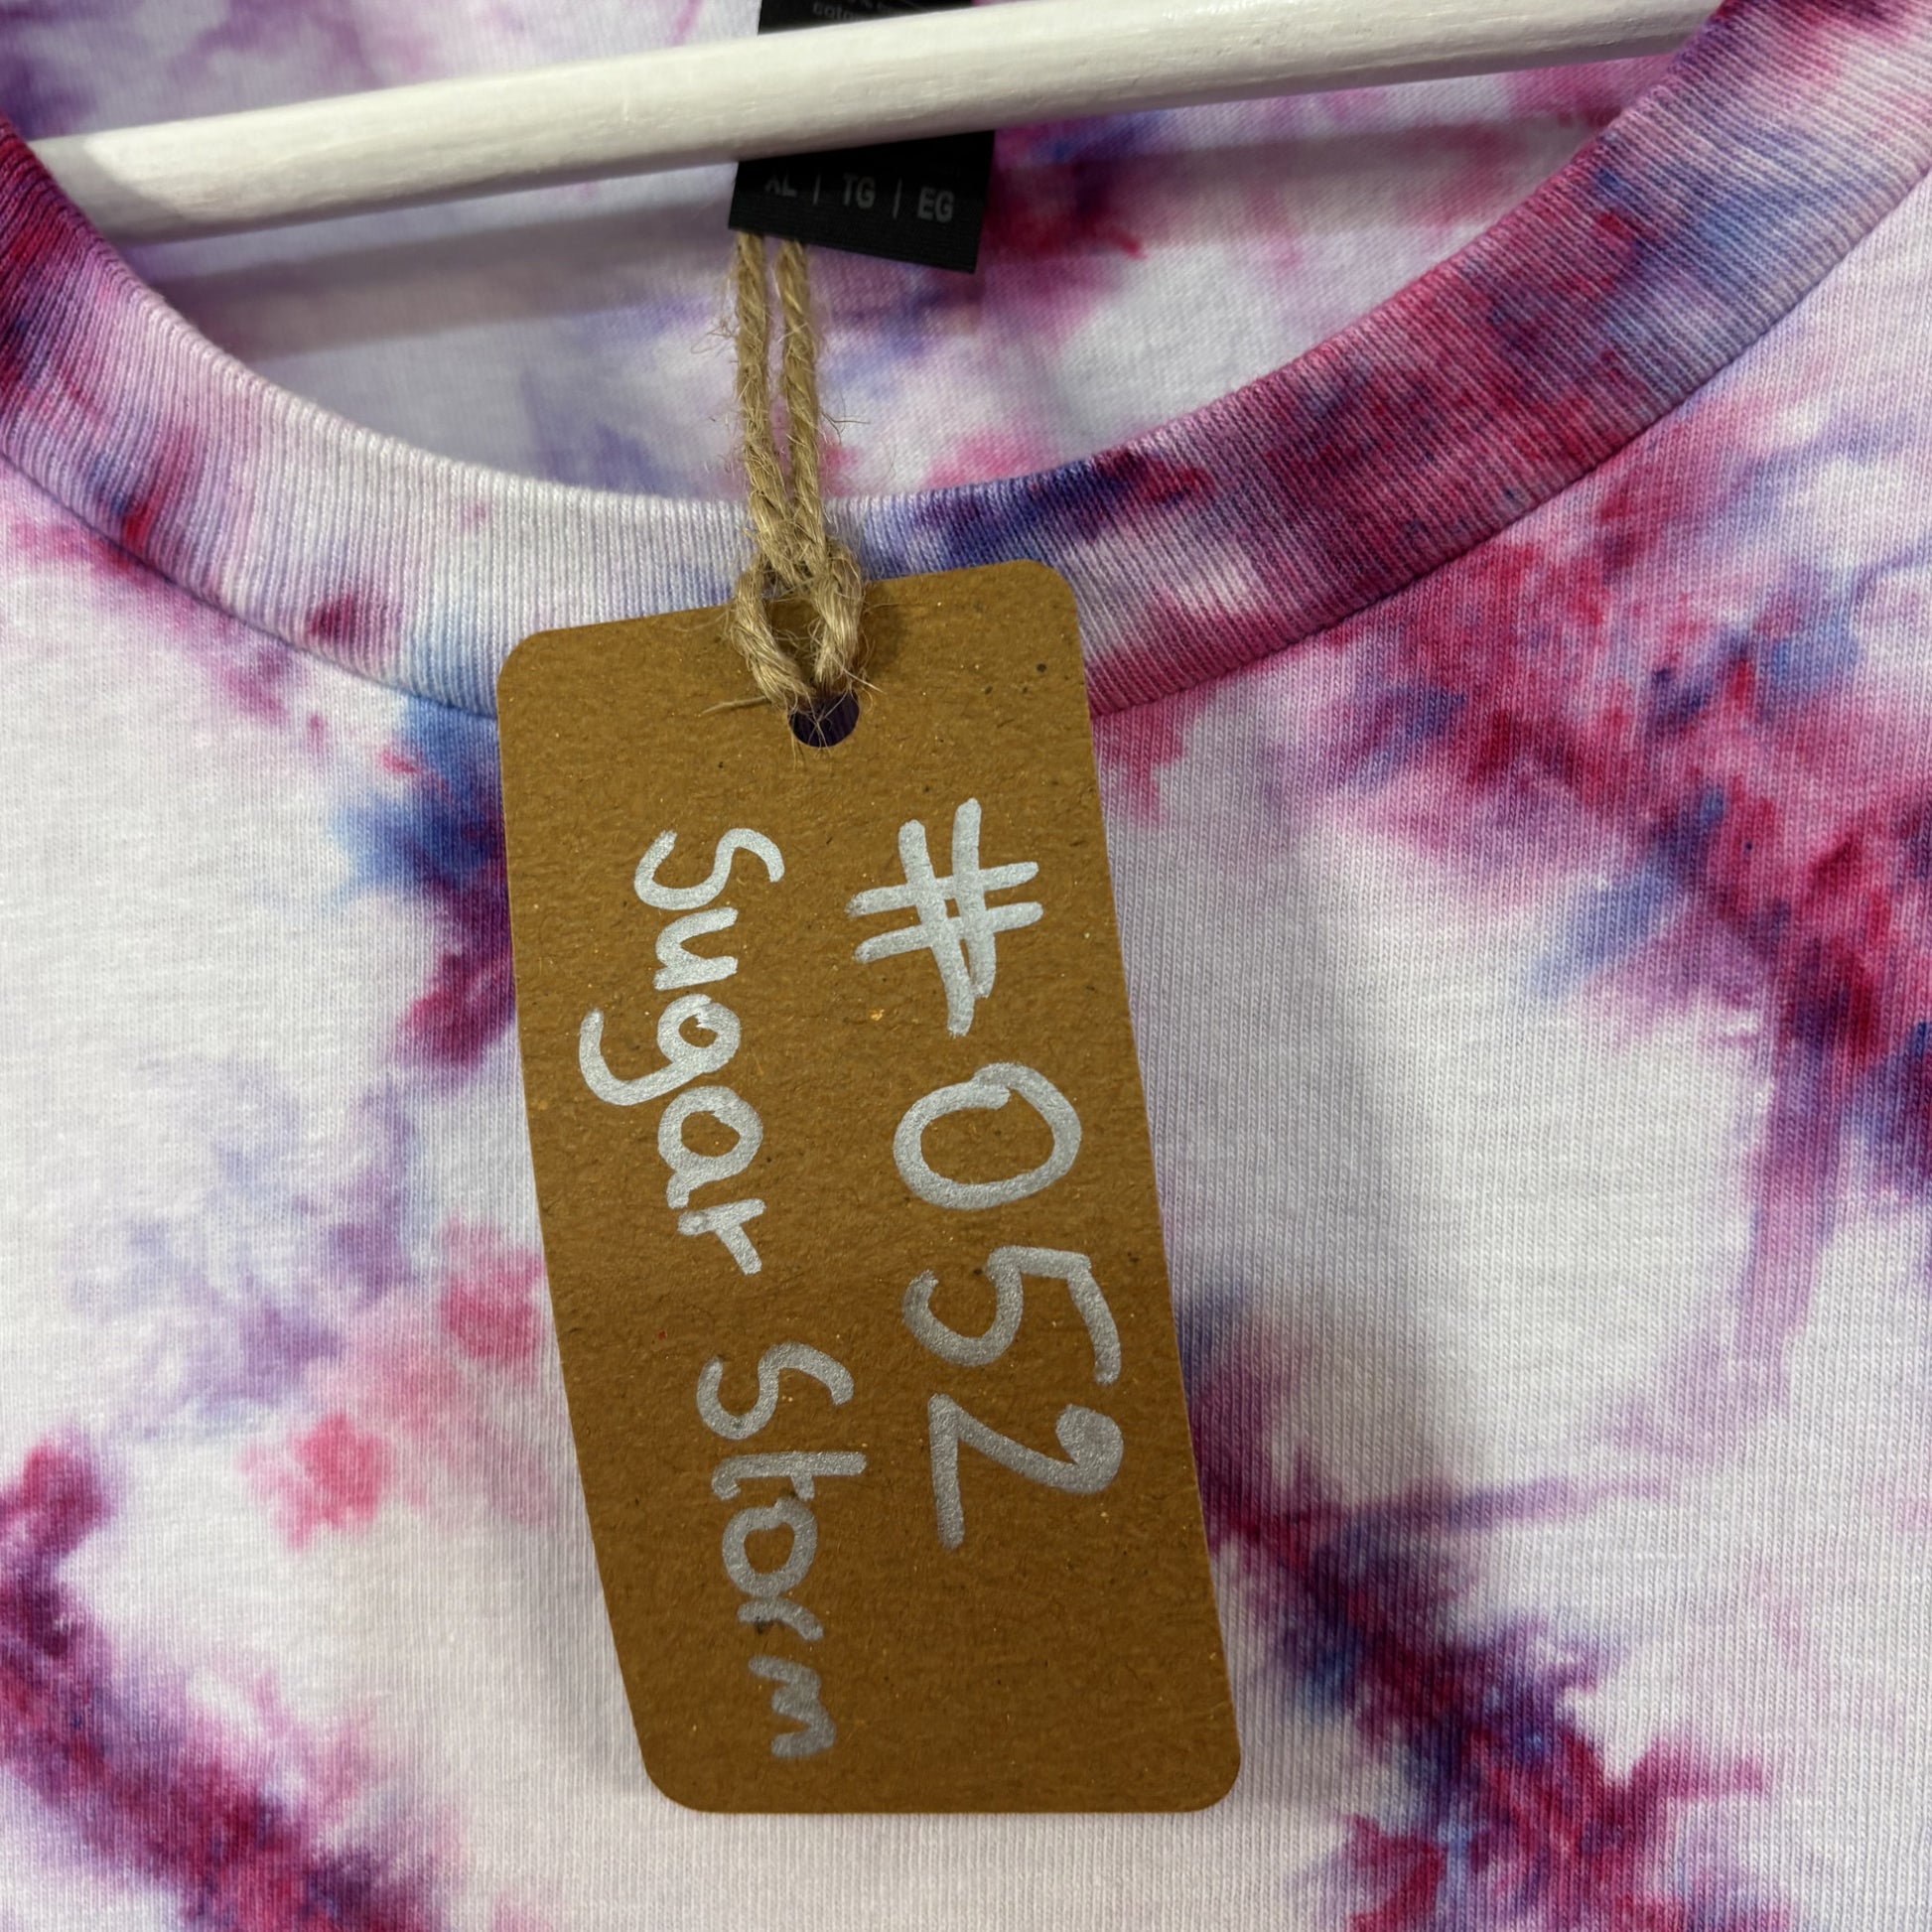 XL | TG | EG
#052
Sugar Storm